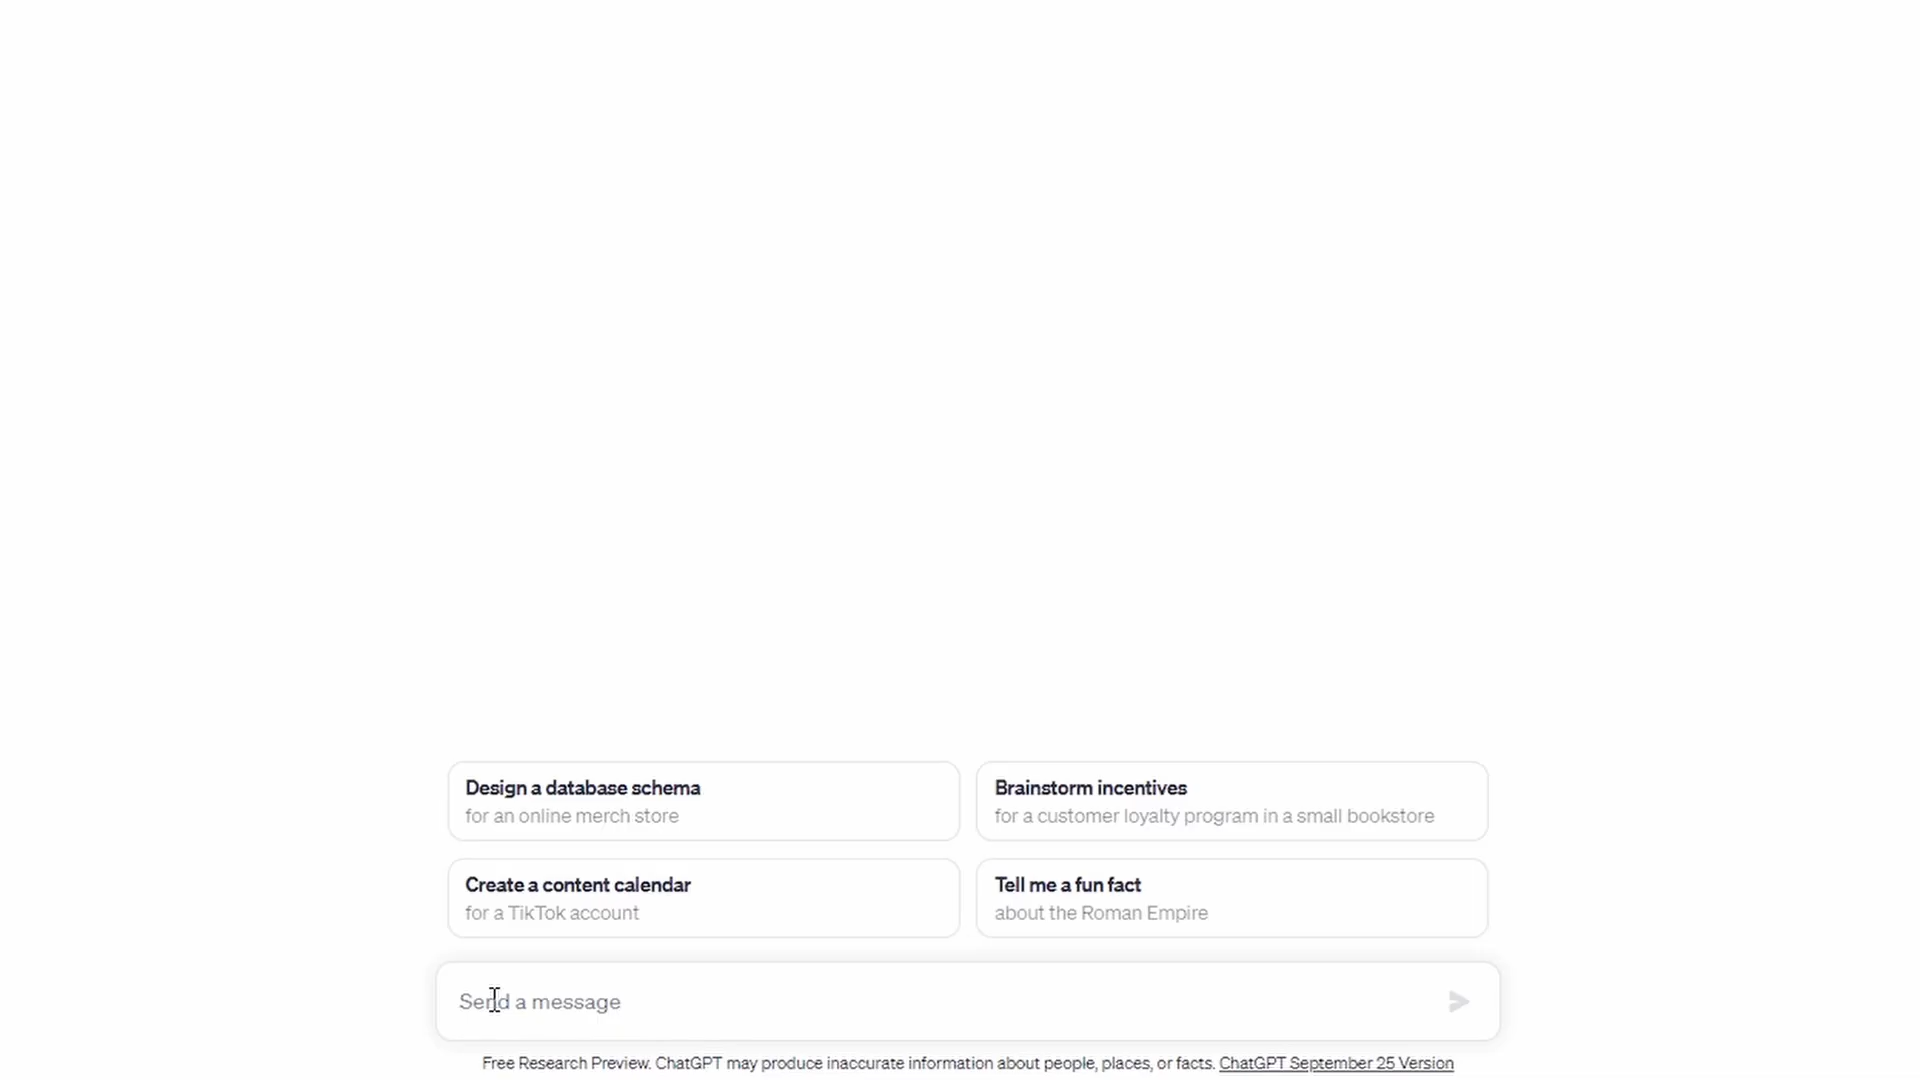 Design a database schema
for an online merch store
Brainstorm incentives
for a customer loyalty program in a small bookstore
Create a content calendar
for a TikTok account
Tell me a fun fact
about the Roman Empire
Send a message
Free Research Preview. ChatGPT may produce inaccurate information about people, places, or facts. ChatGPT September 25 Version